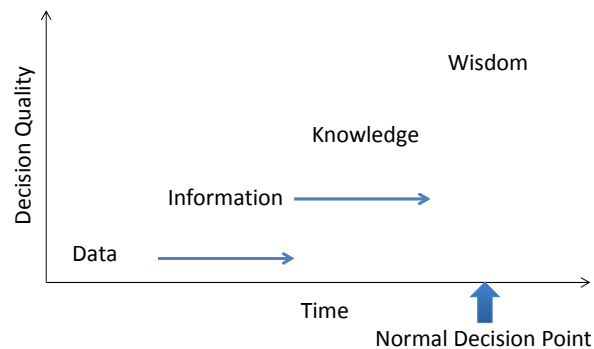 Wisdom
Knowledge
Information
Data
Decision Quality
Time
Normal Decision Point